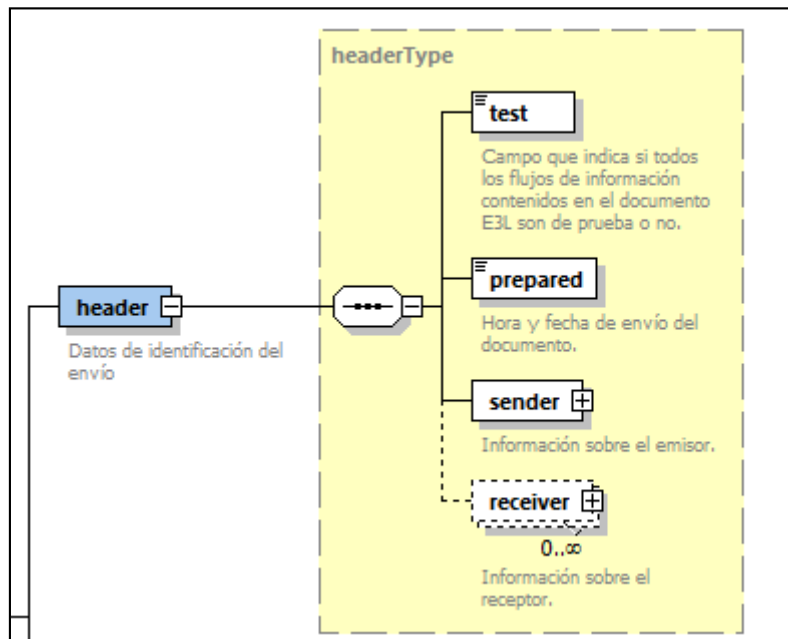 headerType
test
Campo que indica si todos
los flujos de información
contenidos en el documento
E3L son de prueba o no.
prepared
Hora y fecha de envío del
documento.
header
Datos de identificación del
envío
sender
Información sobre el emisor.
receiver
0..∞
Información sobre el
receptor.